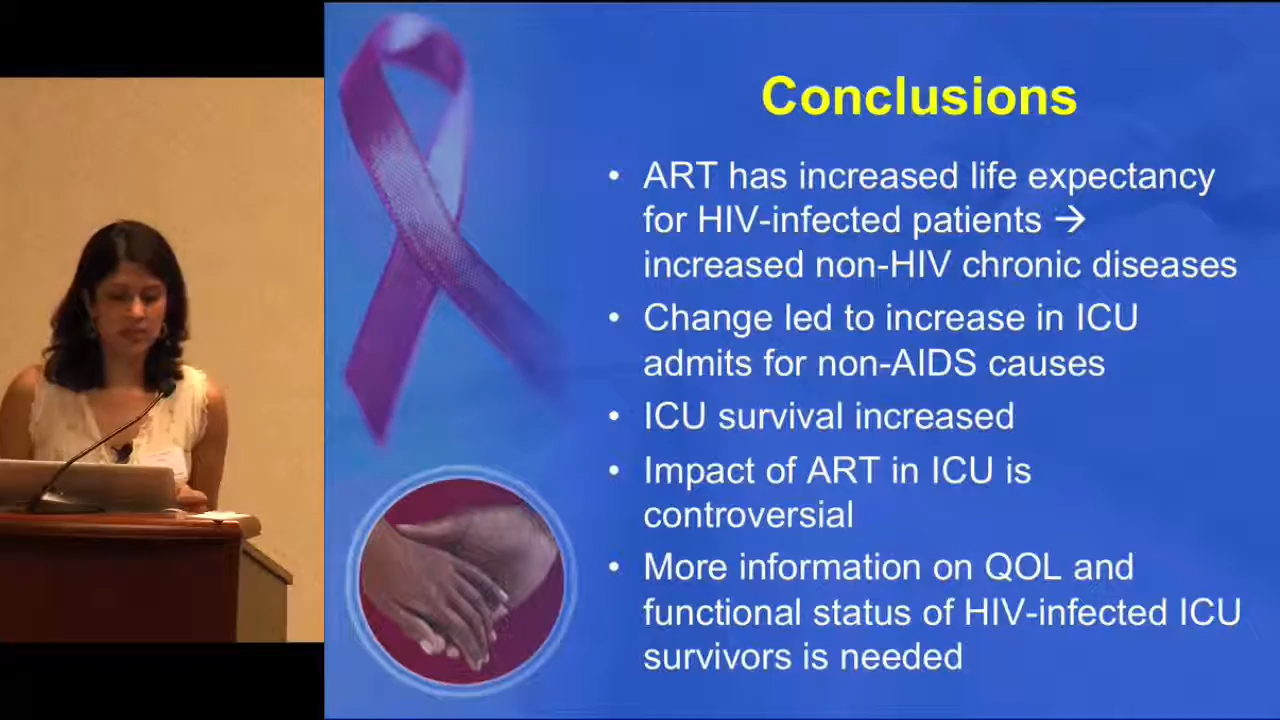 Conclusions
• ART has increased life expectancy
for HIV-infected patients →
increased non-HIV chronic diseases
• Change led to increase in ICU
admits for non-AIDS causes
• ICU survival increased
• Impact of ART in ICU is
controversial
• More information on QOL and
functional status of HIV-infected ICU
survivors is needed